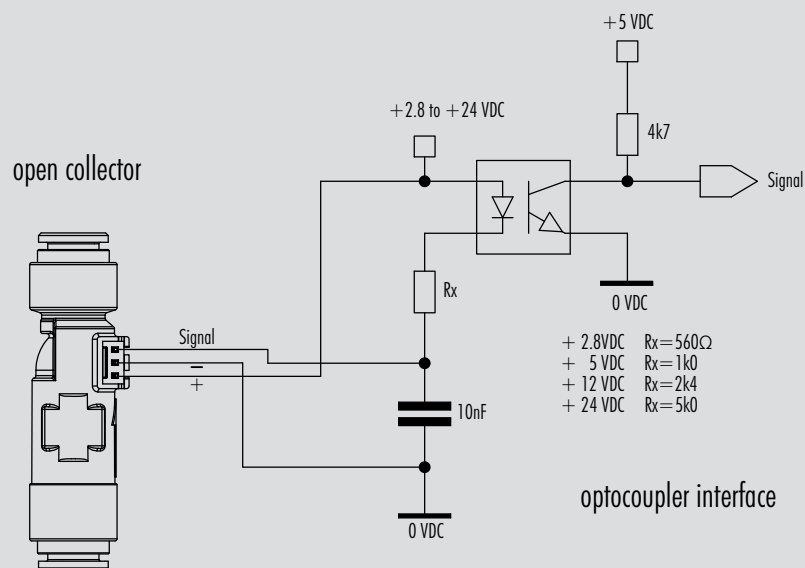 +5 VDC
+2.8 to +24 VDC
4k7
open collector
Signal
Rx
0 VDC
Signal
−
+
+ 2.8VDC Rx=560Ω
+ 5 VDC Rx=1k0
+ 12 VDC Rx=2k4
+ 24 VDC Rx=5k0
10nF
optocoupler interface
0 VDC